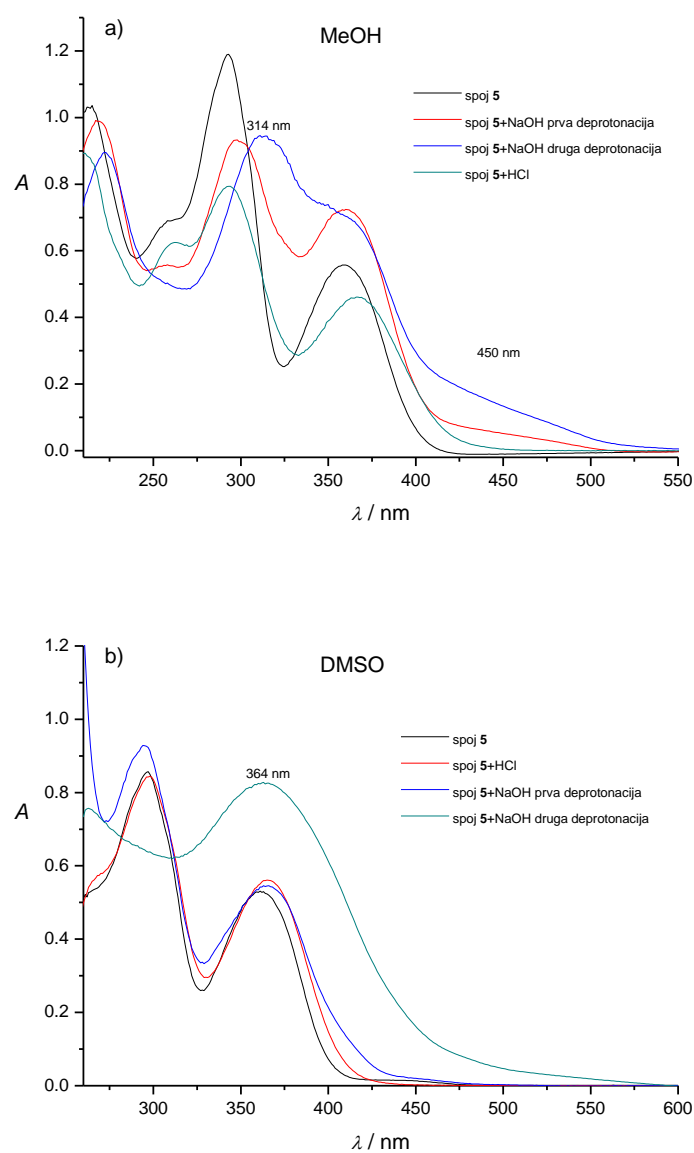 a)
MeOH
1.2
1.0
0.8
0.6
0.4
0.2
0.0
A
314 nm
450 nm
spoj 5
spoj 5+NaOH prva deprotonacija
spoj 5+NaOH druga deprotonacija
spoj 5+HCl
250 300 350 400 450 500 550
λ / nm
b)
DMSO
1.2
1.0
0.8
0.6
0.4
0.2
0.0
A
364 nm
spoj 5
spoj 5+HCl
spoj 5+NaOH prva deprotonacija
spoj 5+NaOH druga deprotonacija
300 350 400 450 500 550 600
λ / nm